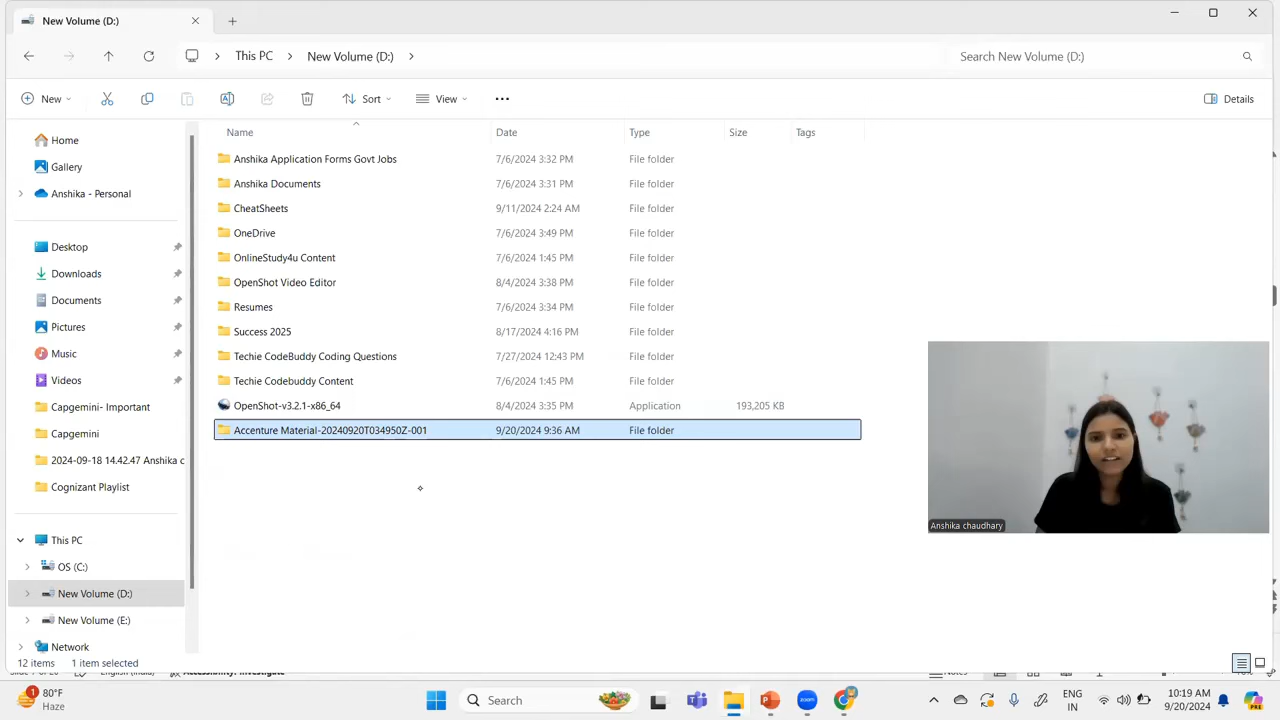 New Volume (D:)
This PC
New Volume (D:)
Search New Volume (D:)
New
Sort
View
Details
Home
Gallery
Anshika - Personal
Desktop
Downloads
Documents
Pictures
Music
Videos
Capgemini- Important
Capgemini
2024-09-18 14.42.47 Anshika c
Cognizant Playlist
This PC
OS (C:)
New Volume (D:)
New Volume (E:)
Network
Name Date Type Size Tags
Anshika Application Forms Govt Jobs 7/6/2024 3:32 PM File folder
Anshika Documents 7/6/2024 3:31 PM File folder
CheatSheets 9/11/2024 2:24 AM File folder
OneDrive 7/6/2024 3:49 PM File folder
OnlineStudy4u Content 7/6/2024 1:45 PM File folder
OpenShot Video Editor 8/4/2024 3:38 PM File folder
Resumes 7/6/2024 3:34 PM File folder
Success 2025 8/17/2024 4:16 PM File folder
Techie CodeBuddy Coding Questions 7/27/2024 12:43 PM File folder
Techie Codebuddy Content 7/6/2024 1:45 PM File folder
OpenShot-v3.2.1-x86_64 8/4/2024 3:35 PM Application 193,205 KB
Accenture Material-20240920T034950Z-001 9/20/2024 9:36 AM File folder
Anshika chaudhary
12 items 1 item selected
80°F
Haze
1
Search
ENG
IN
10:19 AM
9/20/2024